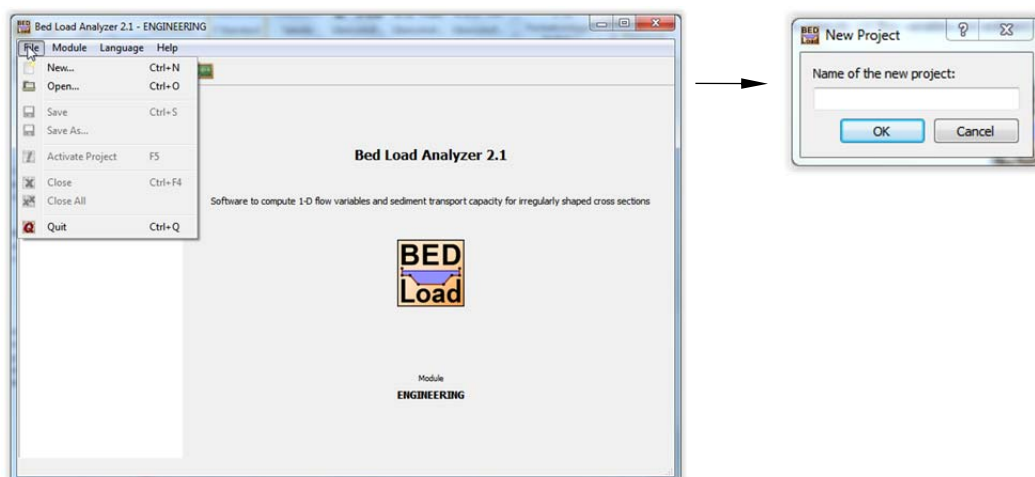 Bed Load Analyzer 2.1 - ENGINEERING
File Module Language Help
New... Ctrl+N
Open... Ctrl+O
Save Ctrl+S
Save As...
Activate Project F5
Close Ctrl+F4
Close All
Quit Ctrl+Q
Bed Load Analyzer 2.1
Software to compute 1-D flow variables and sediment transport capacity for irregularly shaped cross sections
BED
Load
Module
ENGINEERING
BED
Load
New Project
Name of the new project:
OK Cancel